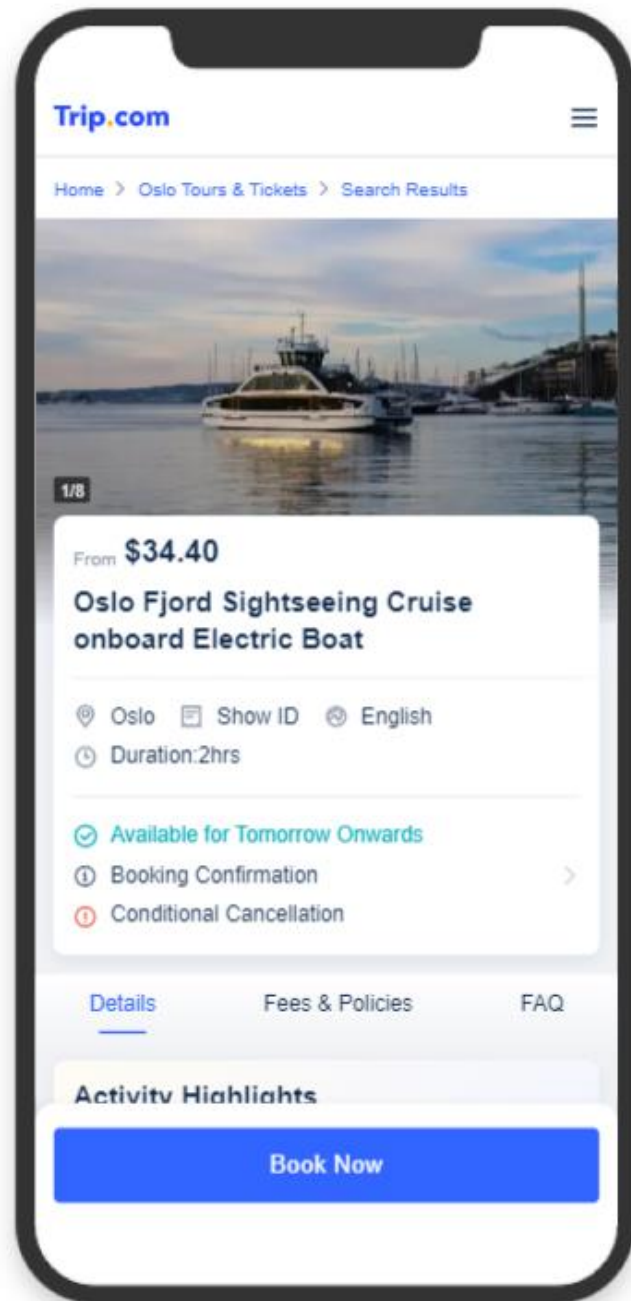 Trip.com
Home > Oslo Tours & Tickets > Search Results
1/8
From $34.40
Oslo Fjord Sightseeing Cruise
onboard Electric Boat
Oslo Show ID English
Duration:2hrs
Available for Tomorrow Onwards
Booking Confirmation
Conditional Cancellation
Details Fees & Policies FAQ
Activity Highlights
Book Now